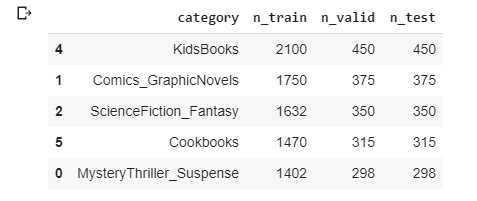 category n_train n_valid n_test
4 KidsBooks 2100 450 450
1 Comics_GraphicNovels 1750 375 375
2 ScienceFiction_Fantasy 1632 350 350
5 Cookbooks 1470 315 315
0 MysteryThriller_Suspense 1402 298 298